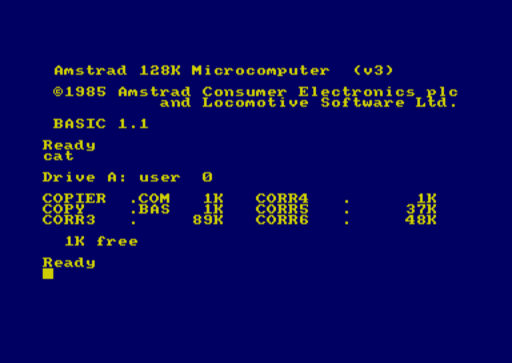 Amstrad 128K Microcomputer  (v3)
©1985 Amstrad Consumer Electronics plc
and Locomotive Software Ltd.
BASIC 1.1
Ready
cat
Drive A: user  0
COPIER  .COM   1K   CORR4   .      1K
COPY    .BAS   1K   CORR5   .     37K
CORR3   .     89K   CORR6   .     48K
1K free
Ready